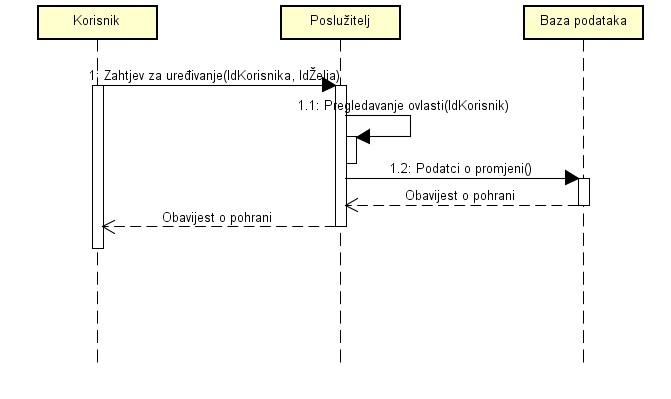 Korisnik
Poslužitelj
Baza podataka
1: Zahtjev za uređivanje(IdKorisnika, IdŽelja)
1.1: Pregledavanje ovlasti(IdKorisnik)
1.2: Podatci o promjeni()
Obavijest o pohrani
Obavijest o pohrani